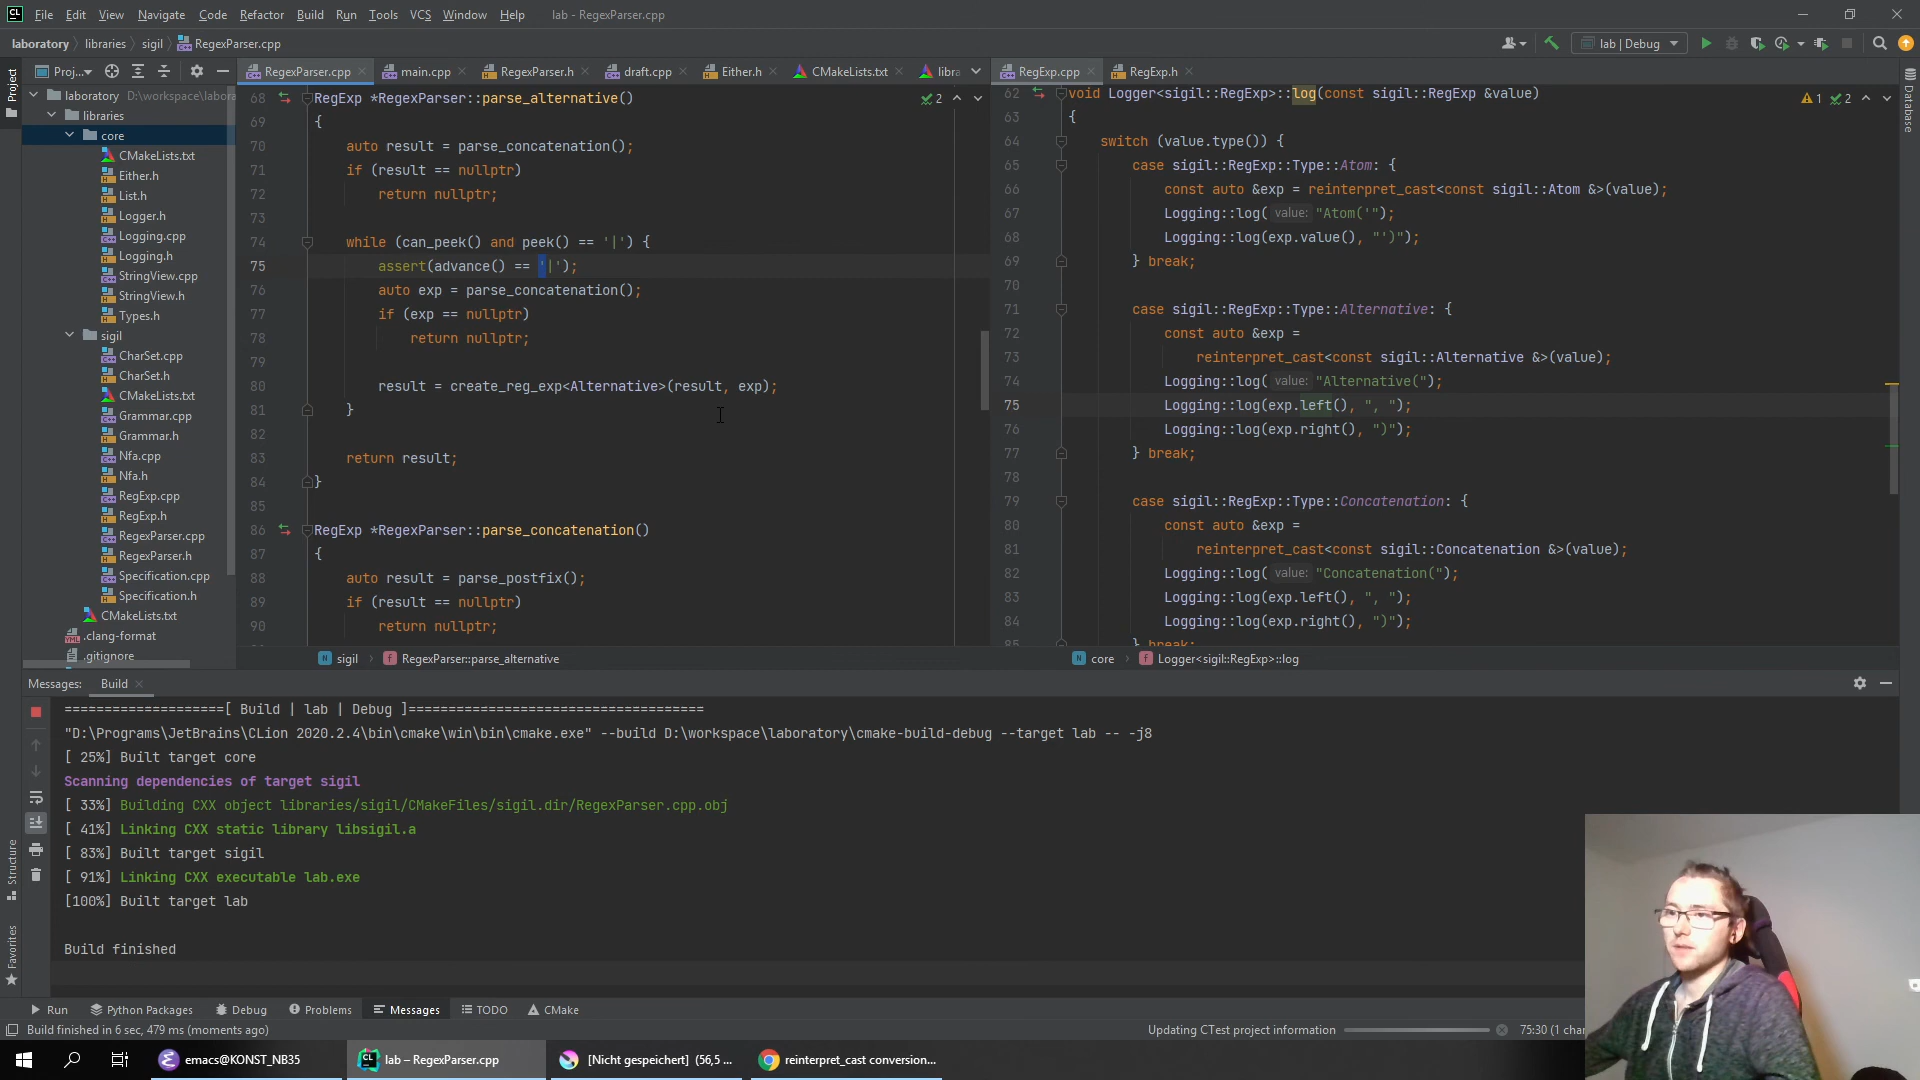 File Edit View Navigate Code Refactor Build Run Tools VCS Window Help lab - RegexParser.cpp
laboratory libraries sigil RegexParser.cpp
lab | Debug
Proj...
RegexParser.cpp main.cpp RegexParser.h draft.cpp Either.h CMakeLists.txt libra
RegExp.cpp RegExp.h
Project
Database
laboratory D:\workspace\labora
libraries
core
CMakeLists.txt
Either.h
List.h
Logger.h
Logging.cpp
Logging.h
StringView.cpp
StringView.h
Types.h
sigil
CharSet.cpp
CharSet.h
CMakeLists.txt
Grammar.cpp
Grammar.h
Nfa.cpp
Nfa.h
RegExp.cpp
RegExp.h
RegexParser.cpp
RegexParser.h
Specification.cpp
Specification.h
CMakeLists.txt
.clang-format
.gitignore
2
68 RegExp *RegexParser::parse_alternative()
69 {
70 auto result = parse_concatenation();
71 if (result == nullptr)
72 return nullptr;
73
74 while (can_peek() and peek() == '|') {
75 assert(advance() == '|');
76 auto exp = parse_concatenation();
77 if (exp == nullptr)
78 return nullptr;
79
80 result = create_reg_exp<Alternative>(result, exp);
81 }
82
83 return result;
84 }
85
86 RegExp *RegexParser::parse_concatenation()
87 {
88 auto result = parse_postfix();
89 if (result == nullptr)
90 return nullptr;
sigil RegexParser::parse_alternative
1 2
62 void Logger<sigil::RegExp>::log(const sigil::RegExp &value)
63 {
64 switch (value.type()) {
65 case sigil::RegExp::Type::Atom: {
66 const auto &exp = reinterpret_cast<const sigil::Atom &>(value);
67 Logging::log( value: "Atom('");
68 Logging::log(exp.value(), "')");
69 } break;
70
71 case sigil::RegExp::Type::Alternative: {
72 const auto &exp =
73 reinterpret_cast<const sigil::Alternative &>(value);
74 Logging::log( value: "Alternative(");
75 Logging::log(exp.left(), ", ");
76 Logging::log(exp.right(), ")");
77 } break;
78
79 case sigil::RegExp::Type::Concatenation: {
80 const auto &exp =
81 reinterpret_cast<const sigil::Concatenation &>(value);
82 Logging::log( value: "Concatenation(");
83 Logging::log(exp.left(), ", ");
84 Logging::log(exp.right(), ")");
85 } break;
core Logger<sigil::RegExp>::log
Messages: Build
====================[ Build | lab | Debug ]=====================================
"D:\Programs\JetBrains\CLion 2020.2.4\bin\cmake\win\bin\cmake.exe" --build D:\workspace\laboratory\cmake-build-debug --target lab -- -j8
[ 25%] Built target core
Scanning dependencies of target sigil
[ 33%] Building CXX object libraries/sigil/CMakeFiles/sigil.dir/RegexParser.cpp.obj
[ 41%] Linking CXX static library libsigil.a
[ 83%] Built target sigil
[ 91%] Linking CXX executable lab.exe
[100%] Built target lab
Build finished
Structure
Favorites
Run Python Packages Debug Problems Messages TODO CMake
Build finished in 6 sec, 479 ms (moments ago)
Updating CTest project information 75:30 (1 char
emacs@KONST_NB35 lab – RegexParser.cpp [Nicht gespeichert] (56,5 ... reinterpret_cast conversion...